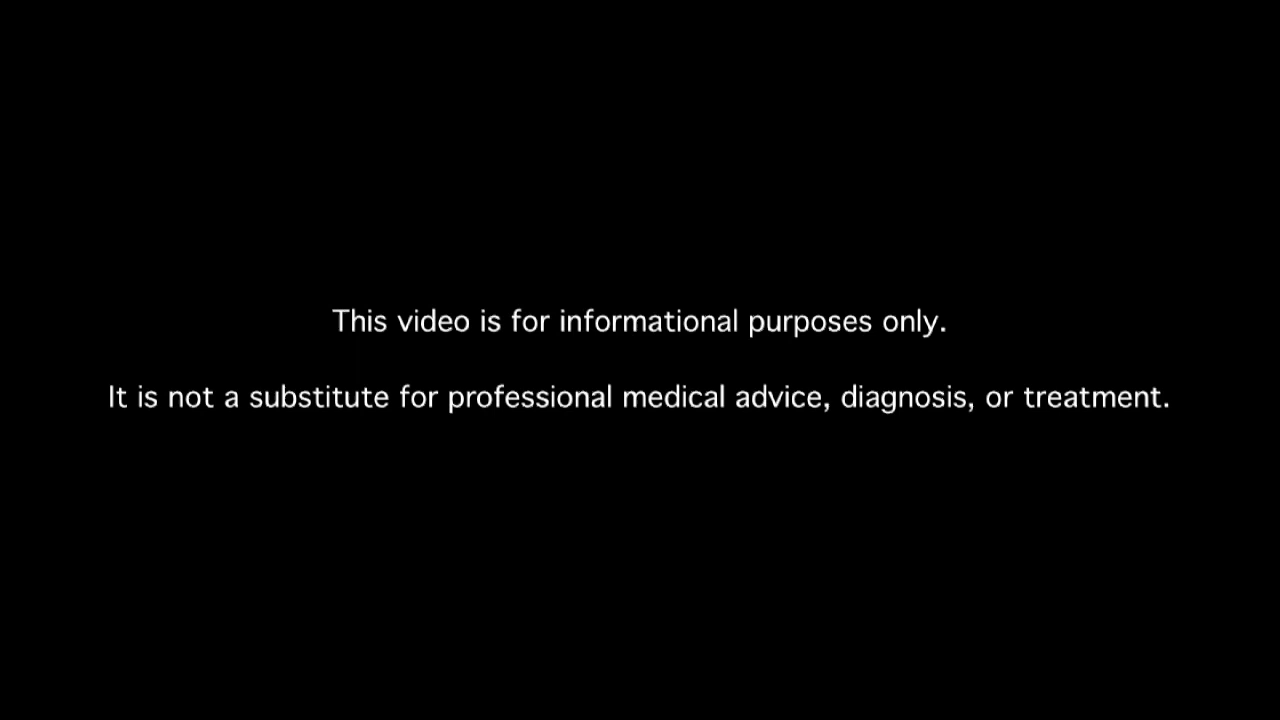 This video is for informational purposes only.
It is not a substitute for professional medical advice, diagnosis, or treatment.